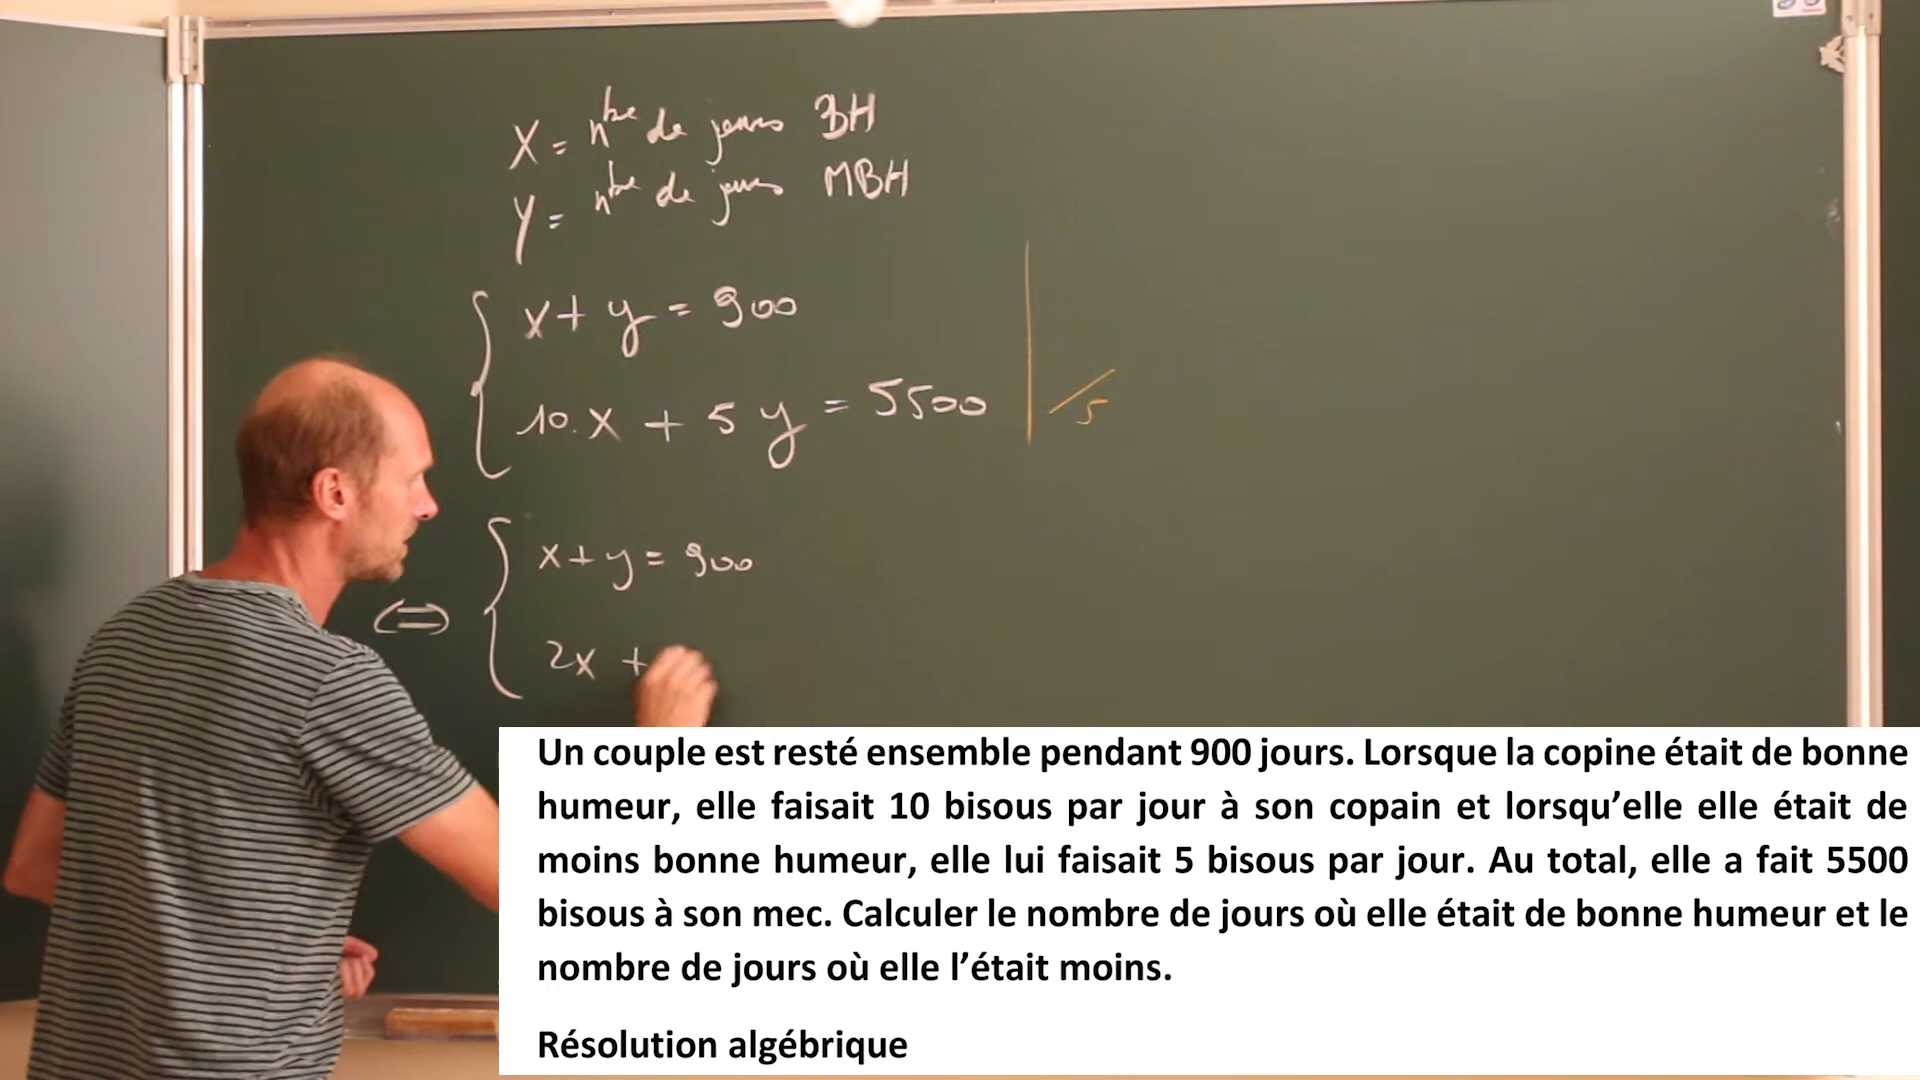 X = nbre de jours BH
Y = nbre de jours MBH
x + y = 900
10.x + 5y = 5500 | /5
x + y = 900
⇔
2x +
Un couple est resté ensemble pendant 900 jours. Lorsque la copine était de bonne
humeur, elle faisait 10 bisous par jour à son copain et lorsqu’elle elle était de
moins bonne humeur, elle lui faisait 5 bisous par jour. Au total, elle a fait 5500
bisous à son mec. Calculer le nombre de jours où elle était de bonne humeur et le
nombre de jours où elle l’était moins.
Résolution algébrique